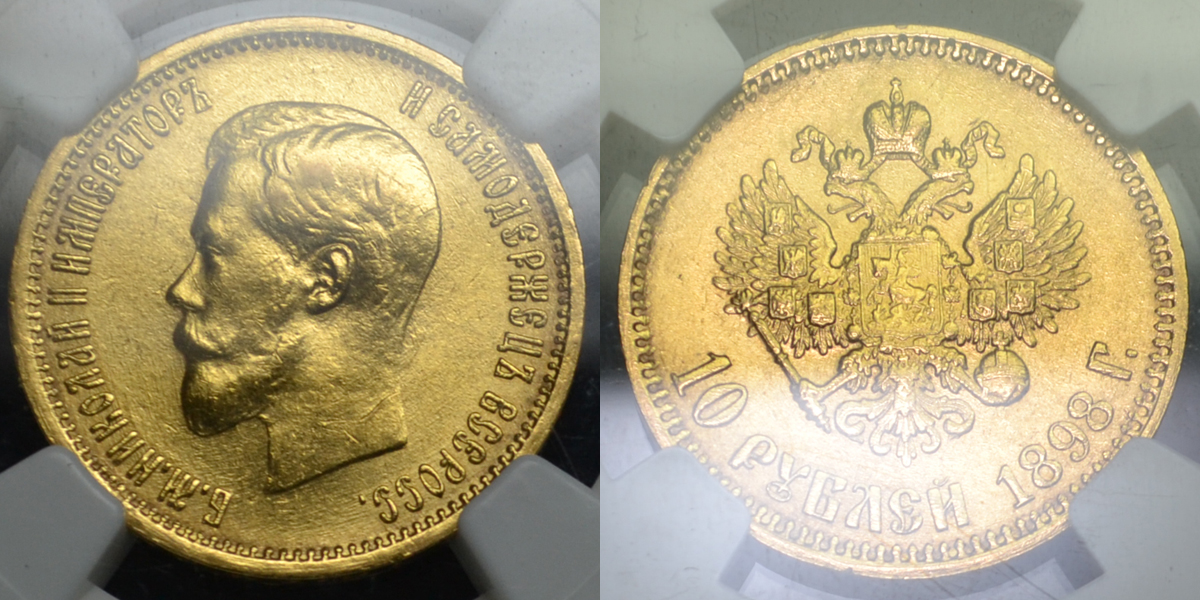 Б.М.НИКОЛАЙ II ИМПЕРАТОРЪ
И САМОДЕРЖЕЦЪ ВСЕРОСС.
10 РУБЛЕЙ 1898 Г.